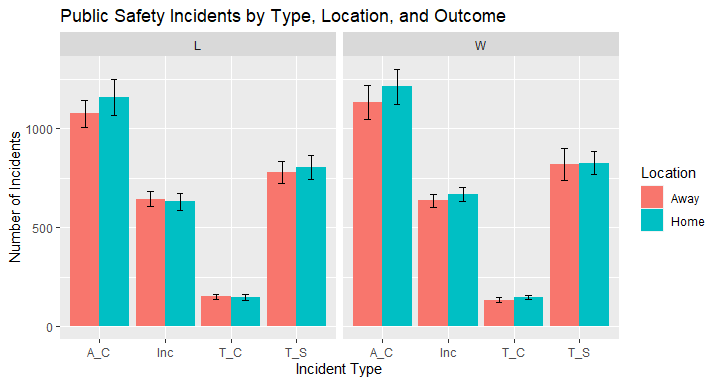 Public Safety Incidents by Type, Location, and Outcome
L
W
Number of Incidents
1000
500
0
A_C
Inc
T_C
T_S
A_C
Inc
T_C
T_S
Incident Type
Location
Away
Home